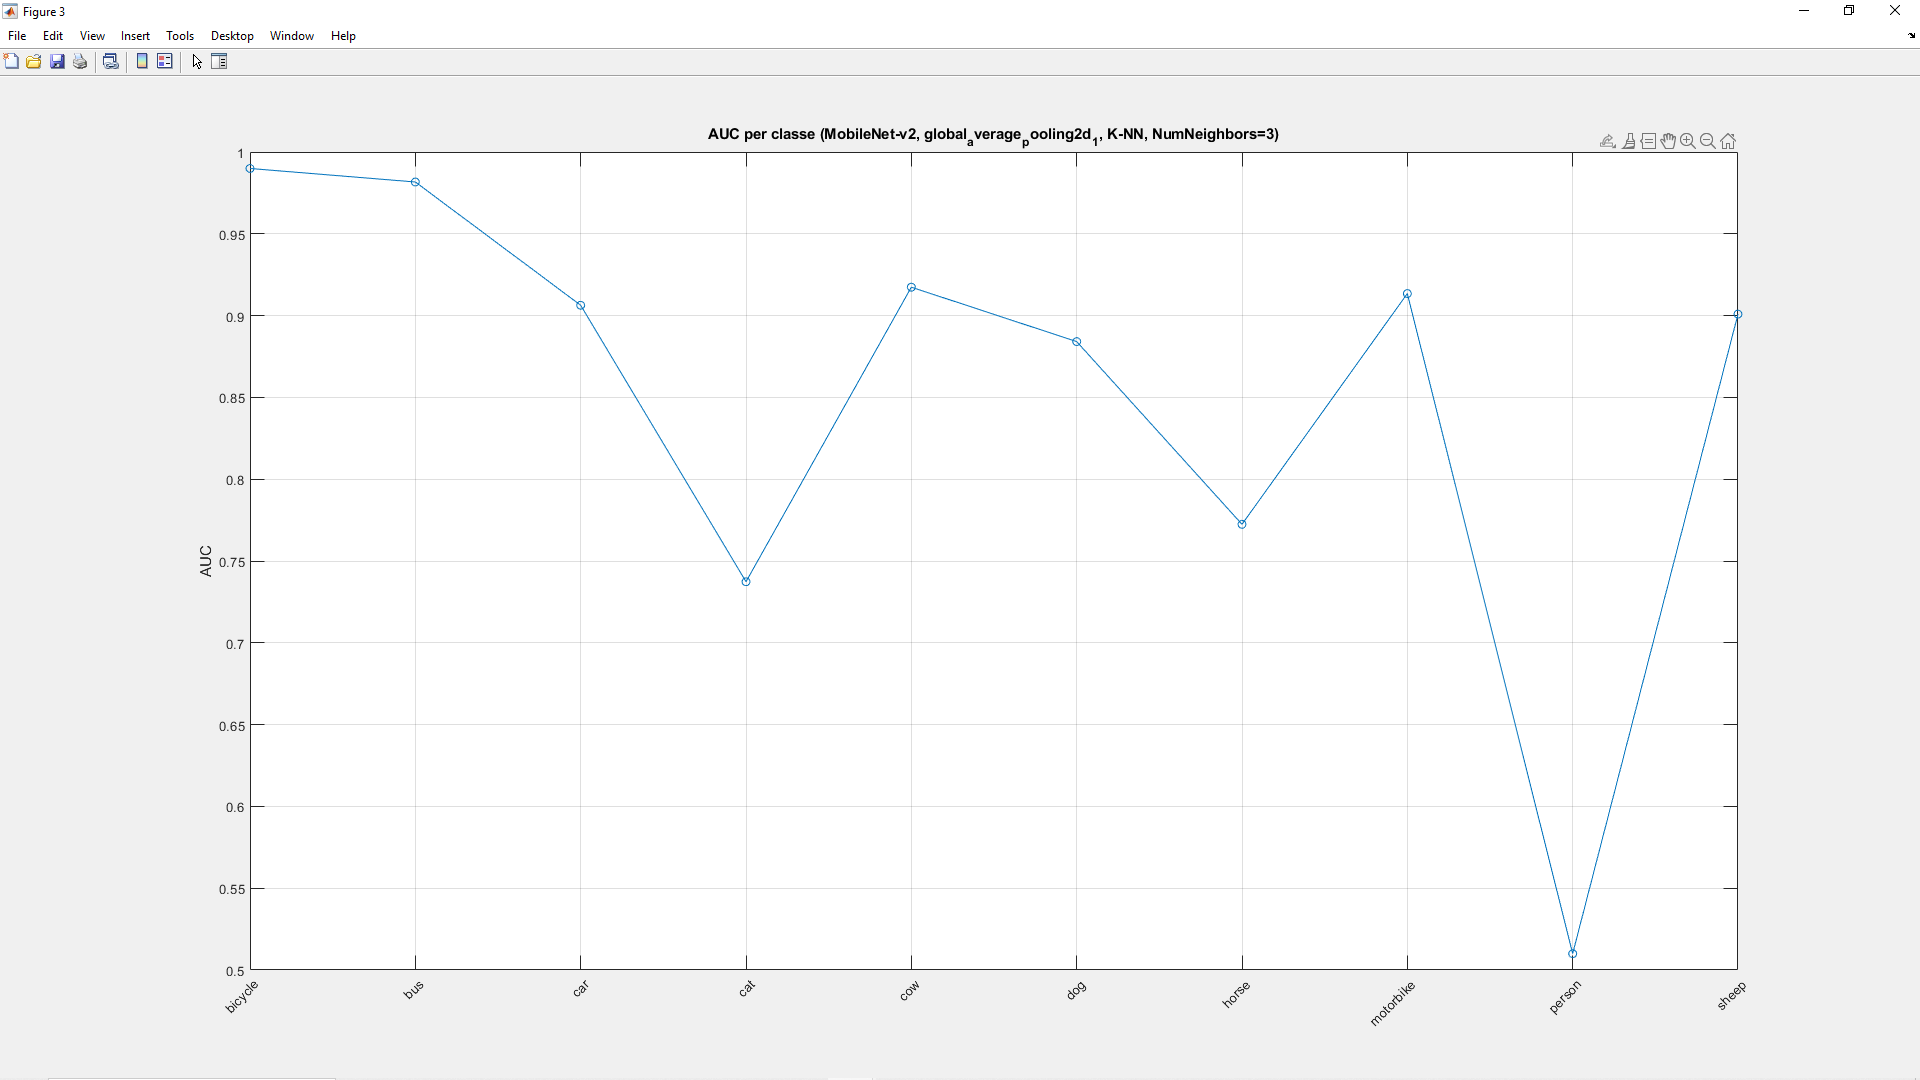 Figure 3
File Edit View Insert Tools Desktop Window Help
AUC per classe (MobileNet-v2, global_average_pooling2d_1, K-NN, NumNeighbors=3)
1
0.95
0.9
0.85
0.8
0.75
0.7
0.65
0.6
0.55
0.5
AUC
bicycle
bus
car
cat
cow
dog
horse
motorbike
person
sheep